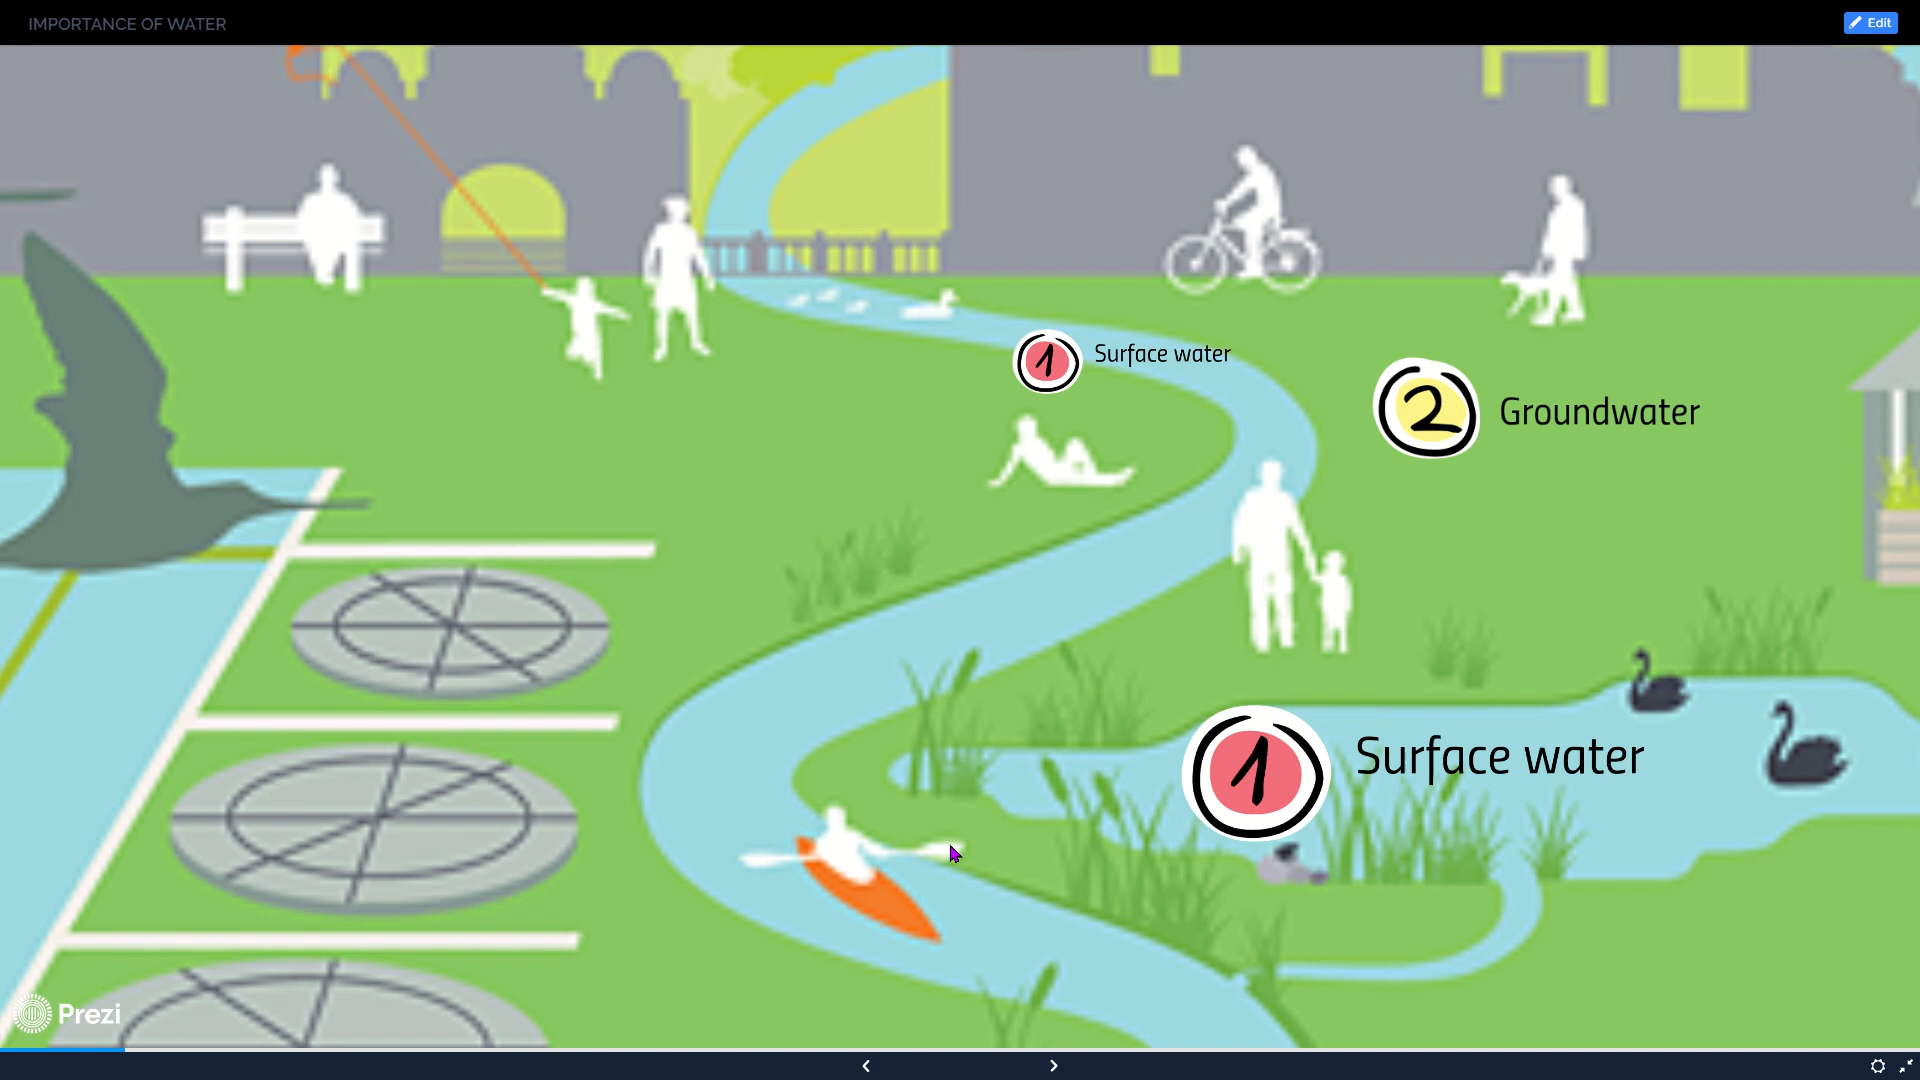 IMPORTANCE OF WATER
Edit
1 Surface water
2 Groundwater
1 Surface water
Prezi